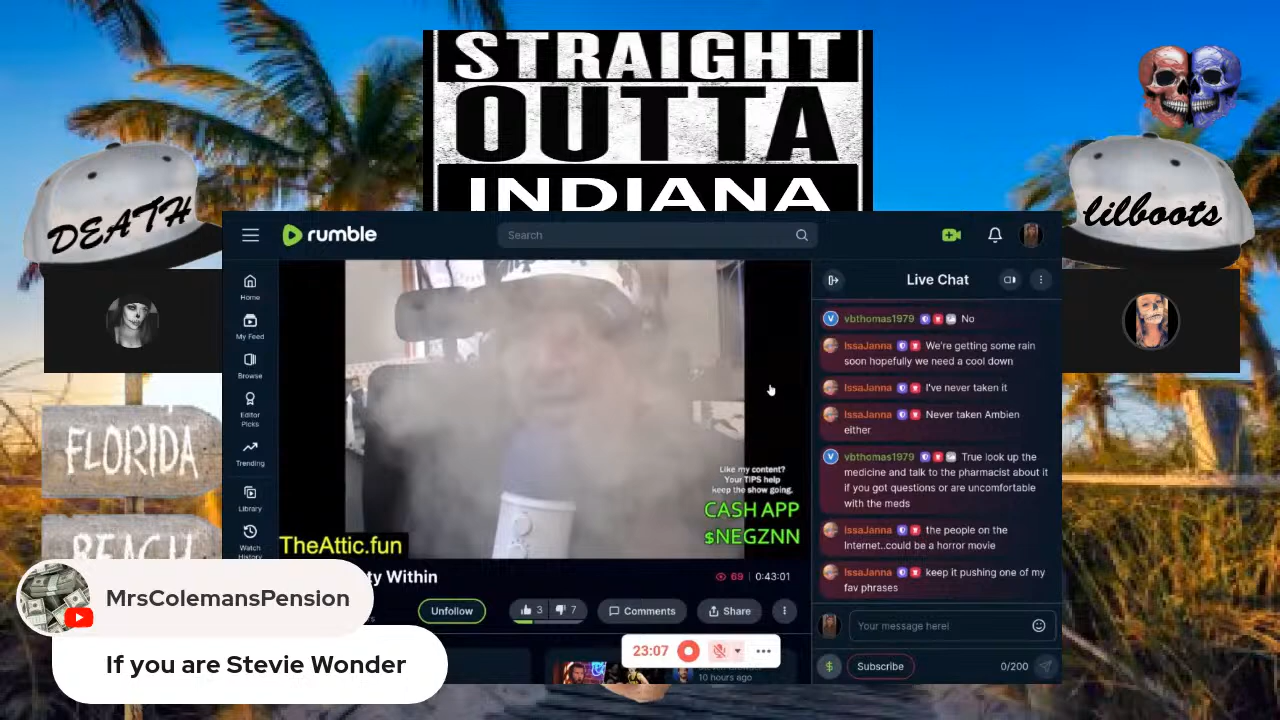 STRAIGHT
OUTTA
INDIANA
DEATH
lilboots
FLORIDA
BEACH
rumble
Search
Home
My Feed
Browse
Editor
Picks
Trending
Library
Watch
History
Like my content?
Your TIPS help
keep the show going.
CASH APP
$NEGZNN
TheAttic.fun
ty Within
69
0:43:01
Unfollow
3
7
Comments
Share
23:07
10 hours ago
Live Chat
V vbthomas1979 No
IssaJanna We're getting some rain
soon hopefully we need a cool down
IssaJanna I've never taken it
IssaJanna Never taken Ambien
either
V vbthomas1979 True look up the
medicine and talk to the pharmacist about it
if you got questions or are uncomfortable
with the meds
IssaJanna the people on the
Internet..could be a horror movie
IssaJanna keep it pushing one of my
fav phrases
Your message here!
$
Subscribe
0/200
MrsColemansPension
If you are Stevie Wonder